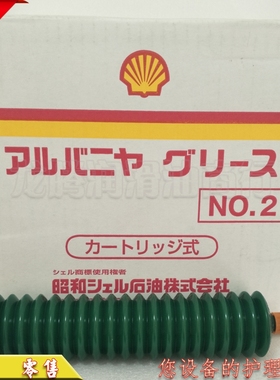 アルバニヤ グリース
NO.2
カートリッジ式
シェル商標使用権者
昭和シェル石油株式会社
零售
您设备的护理